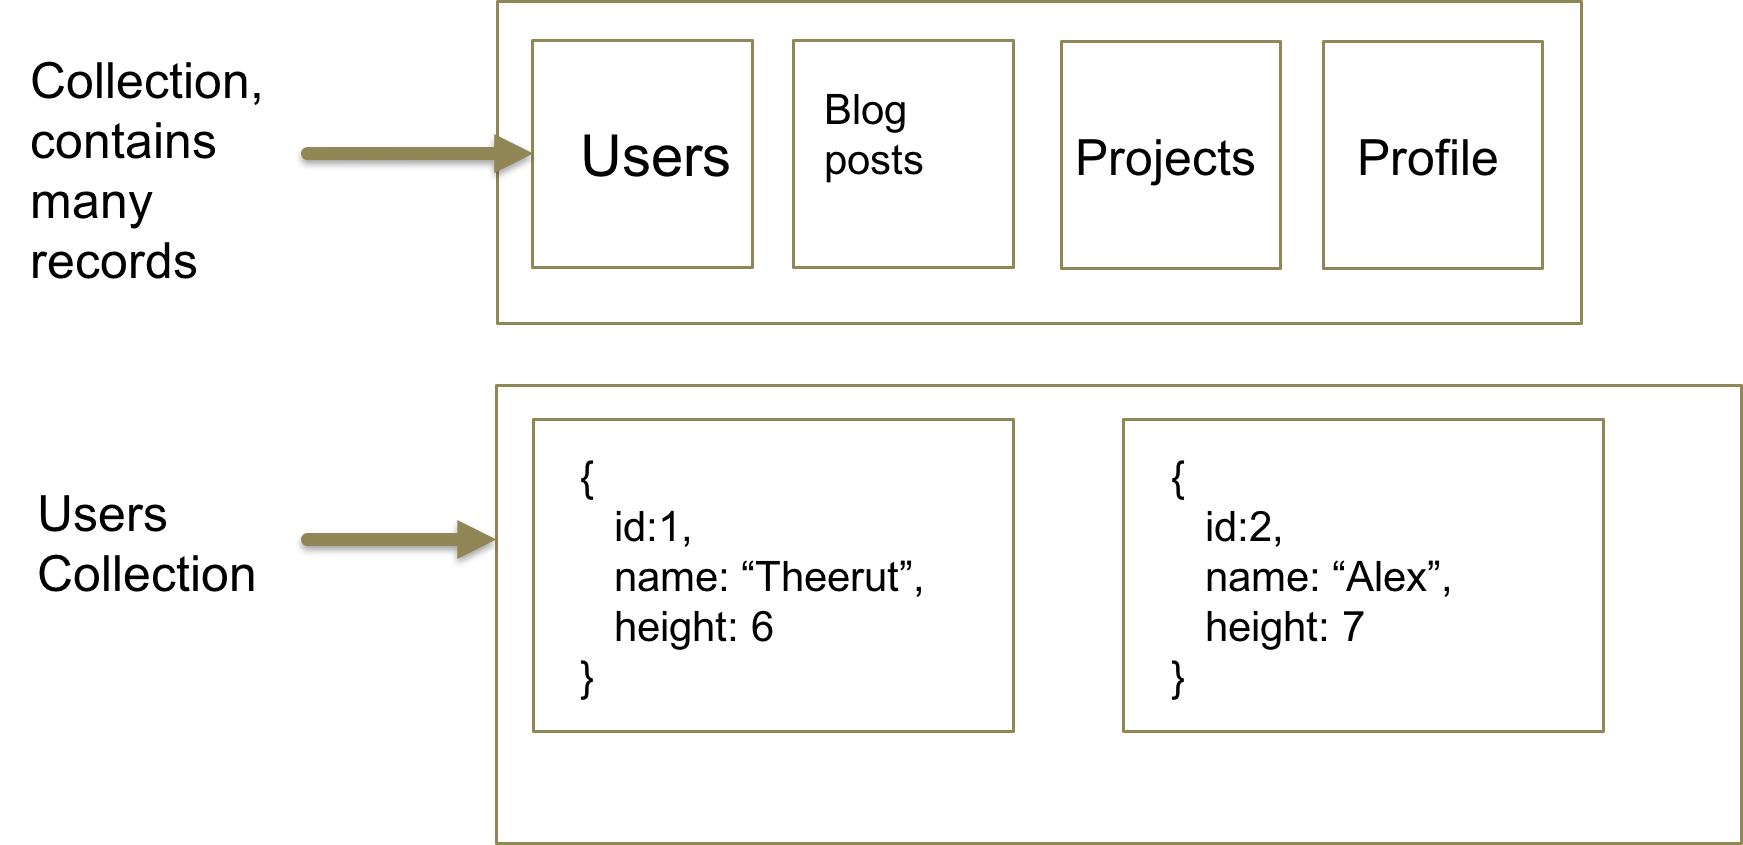 Collection,
contains
many
records
Users
Blog
posts
Projects
Profile
Users
Collection
{
id:1,
name: “Theerut”,
height: 6
}
{
id:2,
name: “Alex”,
height: 7
}